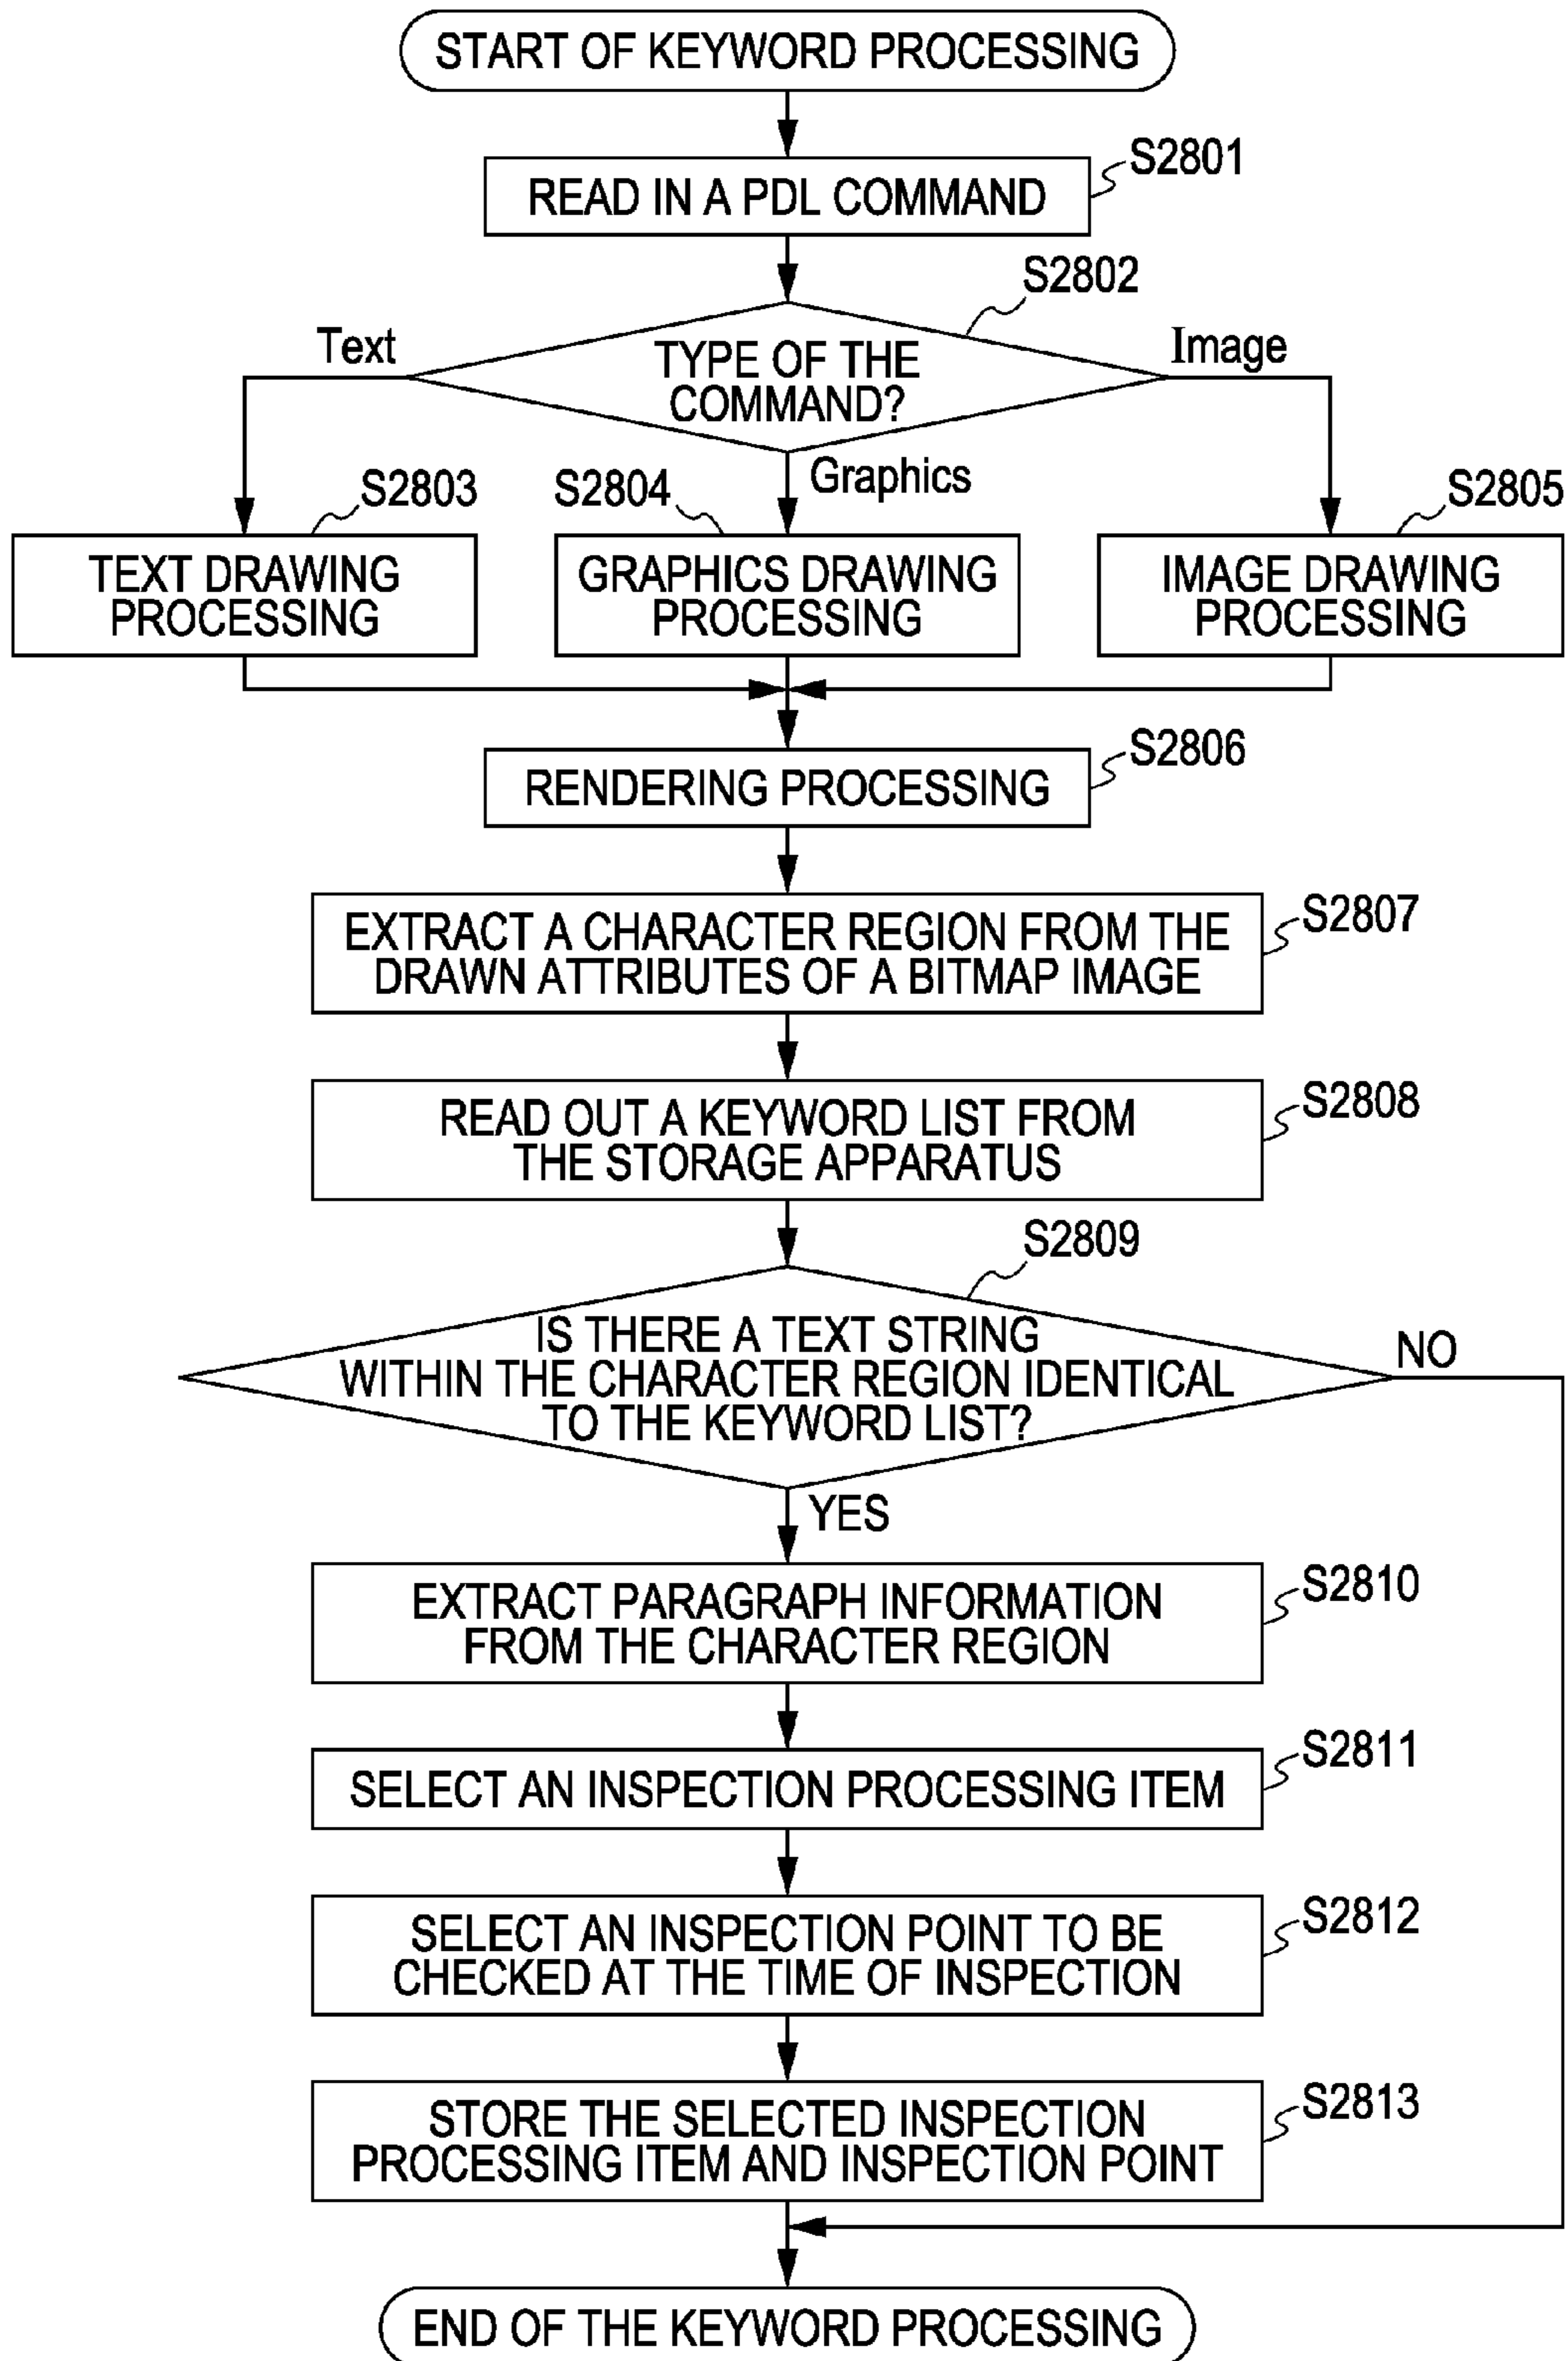 START OF KEYWORD PROCESSING
S2801
READ IN A PDL COMMAND
S2802
Text
TYPE OF THE
COMMAND?
Image
Graphics
S2803
TEXT DRAWING
PROCESSING
S2804
GRAPHICS DRAWING
PROCESSING
S2805
IMAGE DRAWING
PROCESSING
S2806
RENDERING PROCESSING
S2807
EXTRACT A CHARACTER REGION FROM THE
DRAWN ATTRIBUTES OF A BITMAP IMAGE
S2808
READ OUT A KEYWORD LIST FROM
THE STORAGE APPARATUS
S2809
IS THERE A TEXT STRING
WITHIN THE CHARACTER REGION IDENTICAL
TO THE KEYWORD LIST?
NO
YES
S2810
EXTRACT PARAGRAPH INFORMATION
FROM THE CHARACTER REGION
S2811
SELECT AN INSPECTION PROCESSING ITEM
S2812
SELECT AN INSPECTION POINT TO BE
CHECKED AT THE TIME OF INSPECTION
S2813
STORE THE SELECTED INSPECTION
PROCESSING ITEM AND INSPECTION POINT
END OF THE KEYWORD PROCESSING